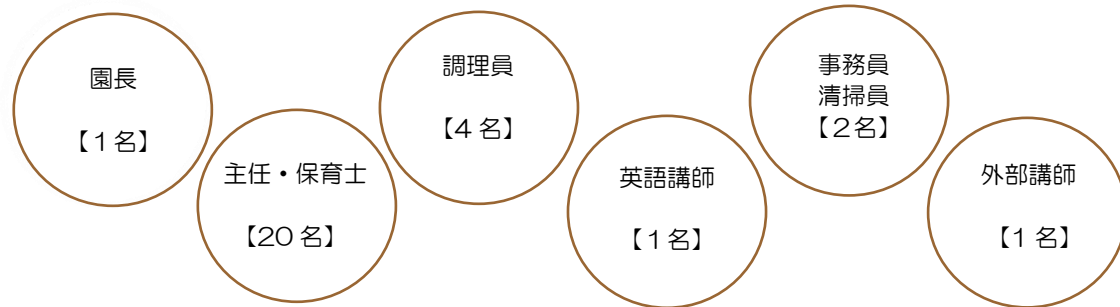 園長
【1名】
主任・保育士
【20名】
調理員
【4名】
英語講師
【1名】
事務員
清掃員
【2名】
外部講師
【1名】